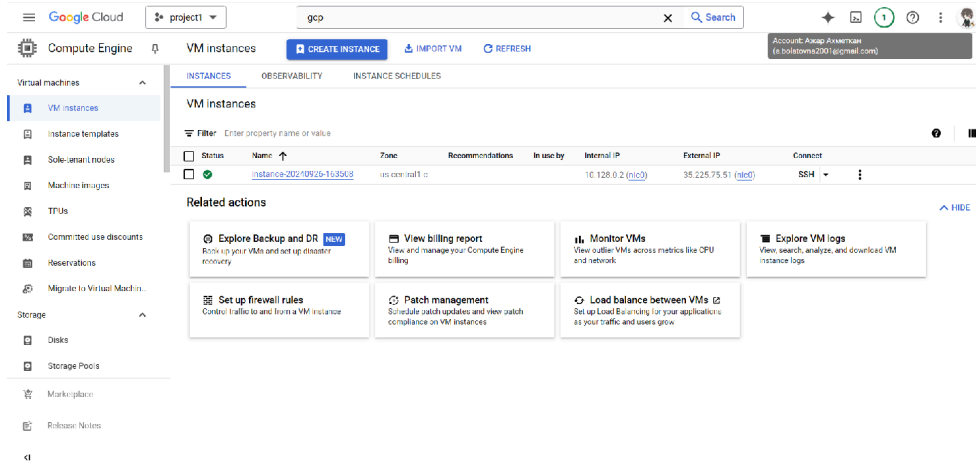 Google Cloud
project1
gcp
Search
1
Account: Ажар Ахметкан
(a.bolatovna2001@gmail.com)
Compute Engine
VM instances
CREATE INSTANCE
IMPORT VM
REFRESH
Virtual machines
VM instances
Instance templates
Sole-tenant nodes
Machine images
TPUs
Committed use discounts
Reservations
Migrate to Virtual Machin..
Storage
Disks
Storage Pools
Marketplace
Release Notes
INSTANCES OBSERVABILITY INSTANCE SCHEDULES
VM instances
Filter Enter property name or value
Status Name Zone Recommendations In use by Internal IP External IP Connect
instance-20240926-163508 us-central1-c 10.128.0.2 (nic0) 35.225.75.51 (nic0) SSH
Related actions
HIDE
Explore Backup and DR NEW
Back up your VMs and set up disaster
recovery
View billing report
View and manage your Compute Engine
billing
Monitor VMs
View outlier VMs across metrics like CPU
and network
Explore VM logs
View, search, analyze, and download VM
instance logs
Set up firewall rules
Control traffic to and from a VM instance
Patch management
Schedule patch updates and view patch
compliance on VM instances
Load balance between VMs
Set up Load Balancing for your applications
as your traffic and users grow